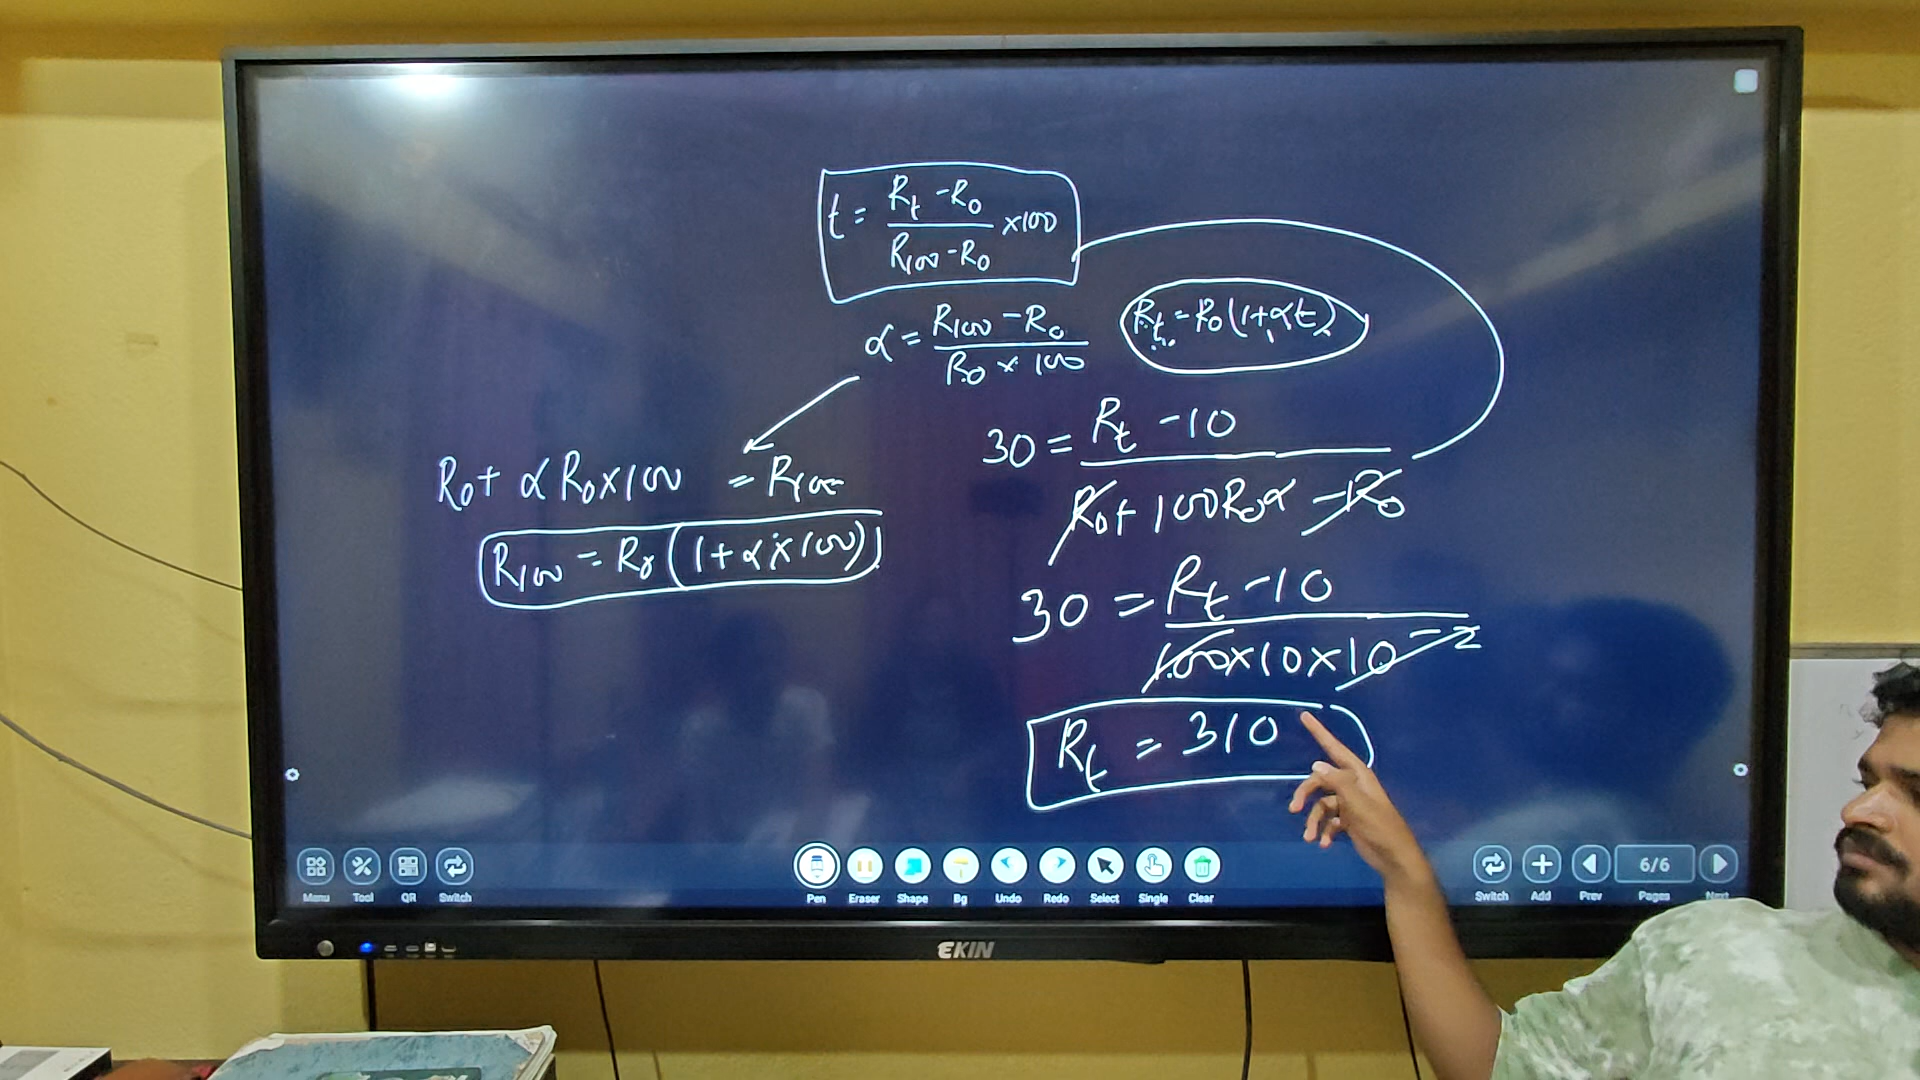 t = Rt - R0 / R100 - R0 ×100
α = R100 - R0 / R0 × 100
Rt = R0(1+αt)
R0 + αR0×100 = R100
R100 = R0(1+α×100)
30 = Rt - 10 / R0 + 100R0α - R0
30 = Rt - 10 / 100×10×10⁻²
Rt = 310
Menu Tool QR Switch Pen Eraser Shape Bg Undo Redo Select Single Clear Switch Add Prev 6/6 Pages Next
EKIN